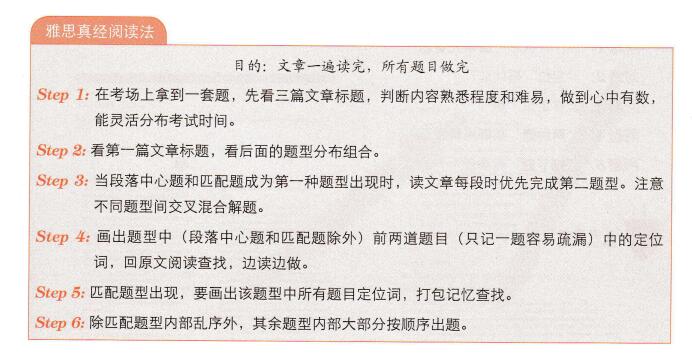 雅思真经阅读法
目的：文章一遍读完，所有题目做完
Step 1: 在考场上拿到一套题，先看三篇文章标题，判断内容熟悉程度和难易，做到心中有数，
能灵活分布考试时间。
Step 2: 看第一篇文章标题，看后面的题型分布组合。
Step 3: 当段落中心题和匹配题成为第一种题型出现时，读文章每段时优先完成第二题型。注意
不同题型间交叉混合解题。
Step 4: 画出题型中（段落中心题和匹配题除外）前两道题目（只记一题容易疏漏）中的定位
词，回原文阅读查找，边读边做。
Step 5: 匹配题型出现，要画出该题型中所有题目定位词，打包记忆查找。
Step 6: 除匹配题型内部乱序外，其余题型内部大部分按顺序出题。